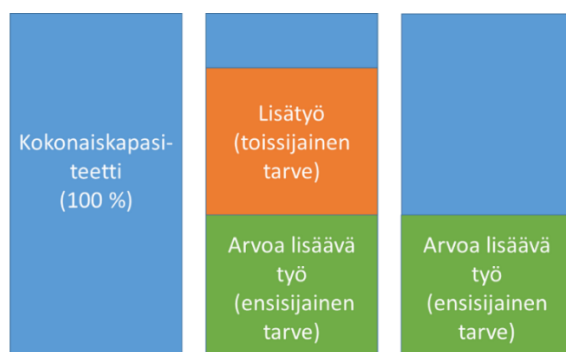 Kokonaiskapasi-
teetti
(100 %)
Lisätyö
(toissijainen
tarve)
Arvoa lisäävä
työ
(ensisijainen
tarve)
Arvoa lisäävä
työ
(ensisijainen
tarve)